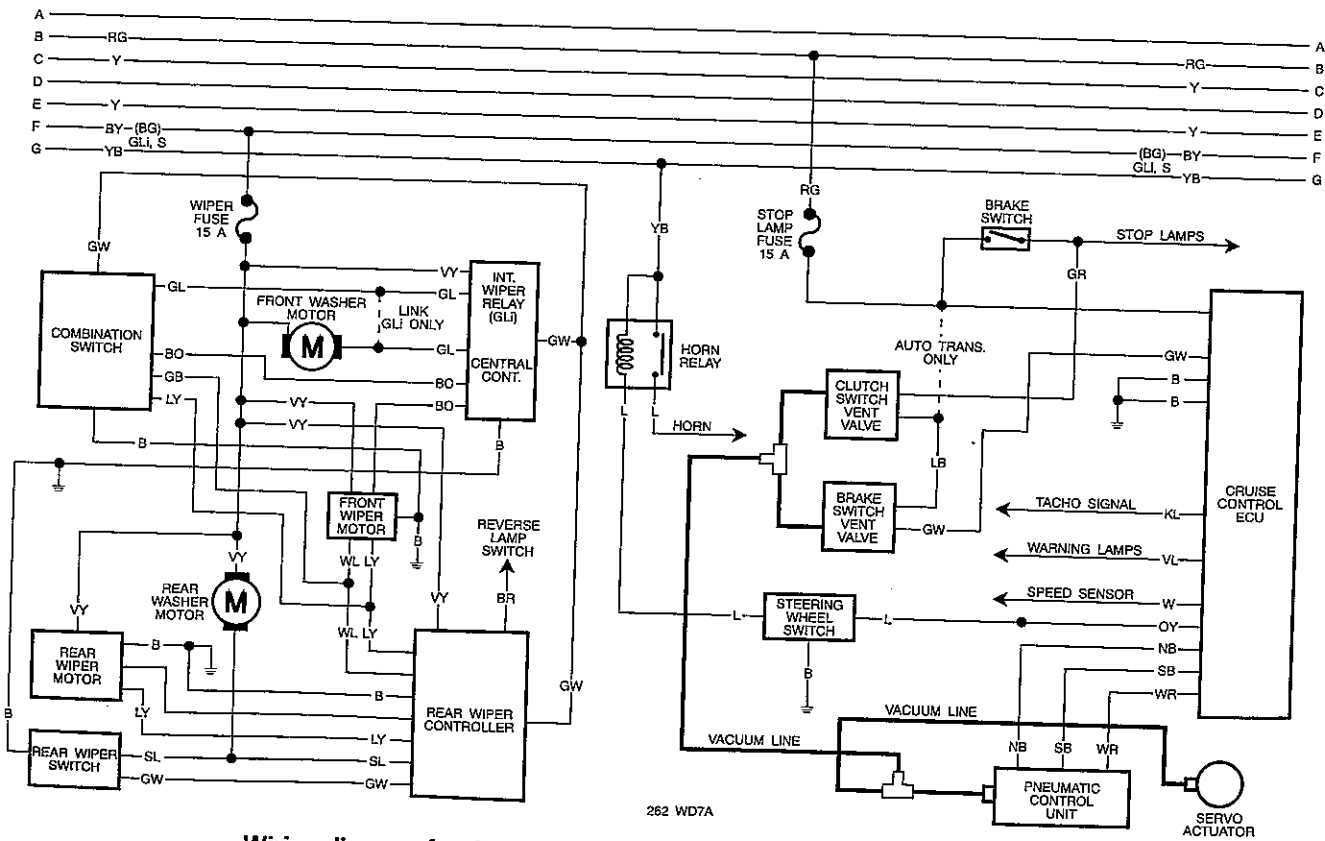 A
B RG
C Y
D
E Y
F BY (BG)
GLi, S
G YB
A
RG B
Y C
D
Y E
(BG) BY F
GLI, S
YB G
WIPER
FUSE
15 A
YB
RG
STOP
LAMP
FUSE
15 A
BRAKE
SWITCH
STOP LAMPS
GR
GW
COMBINATION
SWITCH
GL
BO
GB
LY
B
FRONT WASHER
MOTOR
M
LINK
GLi ONLY
VY
GL
GL
BO
BO
INT.
WIPER
RELAY
(GLi)
CENTRAL
CONT.
GW
B
VY
VY
HORN
RELAY
L
L
HORN
AUTO TRANS.
ONLY
CLUTCH
SWITCH
VENT
VALVE
LB
BRAKE
SWITCH
VENT
VALVE
GW
GW
B
B
CRUISE
CONTROL
ECU
TACHO SIGNAL KL
WARNING LAMPS VL
SPEED SENSOR W
OY
NB
SB
WR
FRONT
WIPER
MOTOR
B
WL
LY
WL
LY
REVERSE
LAMP
SWITCH
BR
VY
VY
REAR
WASHER
MOTOR
M
VY
REAR
WIPER
MOTOR
B
LY
B
REAR WIPER
SWITCH
SL
GW
B
LY
SL
GW
REAR WIPER
CONTROLLER
GW
L
STEERING
WHEEL
SWITCH
L
B
VACUUM LINE
VACUUM LINE
NB
SB
WR
PNEUMATIC
CONTROL
UNIT
SERVO
ACTUATOR
262 WD7A